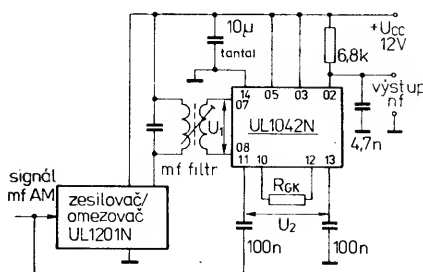 10µ
tantal
+UCC
12V
6,8k
14 05 03 02
07
U1
UL1042N
výstup
nf
08
11 10 12 13
4,7n
mf filtr
signál
mf AM
RGK
zesilovač/
omezovač
UL1201N
U2
100n
100n